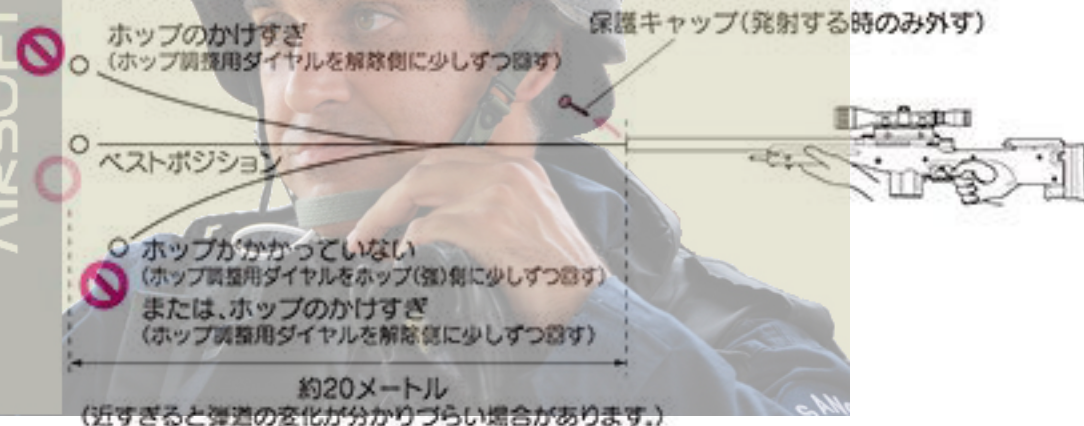 AIRSOFT
ホップのかけすぎ
(ホップ調整用ダイヤルを解除側に少しずつ回す)
保護キャップ(発射する時のみ外す)
ベストポジション
ホップがかかっていない
(ホップ調整用ダイヤルをホップ(強)側に少しずつ回す)
または、ホップのかけすぎ
(ホップ調整用ダイヤルを解除側に少しずつ回す)
約20メートル
(近すぎると弾道の変化が分かりづらい場合があります。)